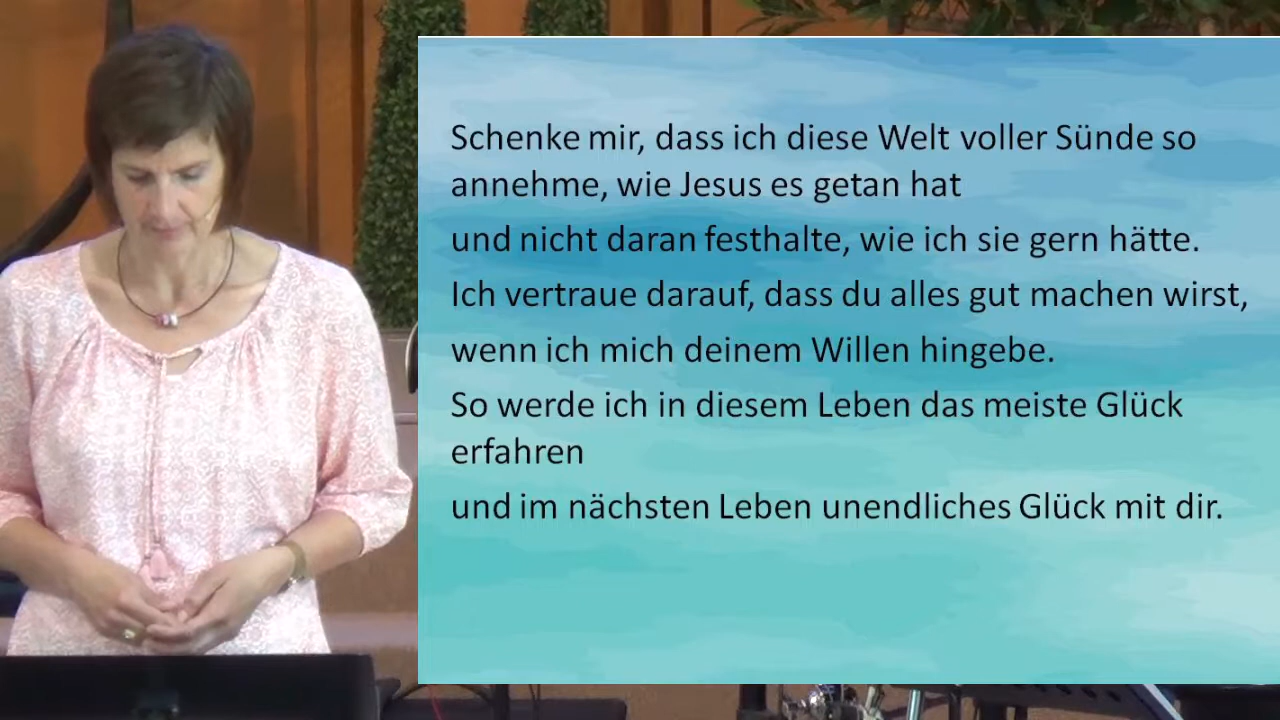 Schenke mir, dass ich diese Welt voller Sünde so
annehme, wie Jesus es getan hat
und nicht daran festhalte, wie ich sie gern hätte.
Ich vertraue darauf, dass du alles gut machen wirst,
wenn ich mich deinem Willen hingebe.
So werde ich in diesem Leben das meiste Glück
erfahren
und im nächsten Leben unendliches Glück mit dir.